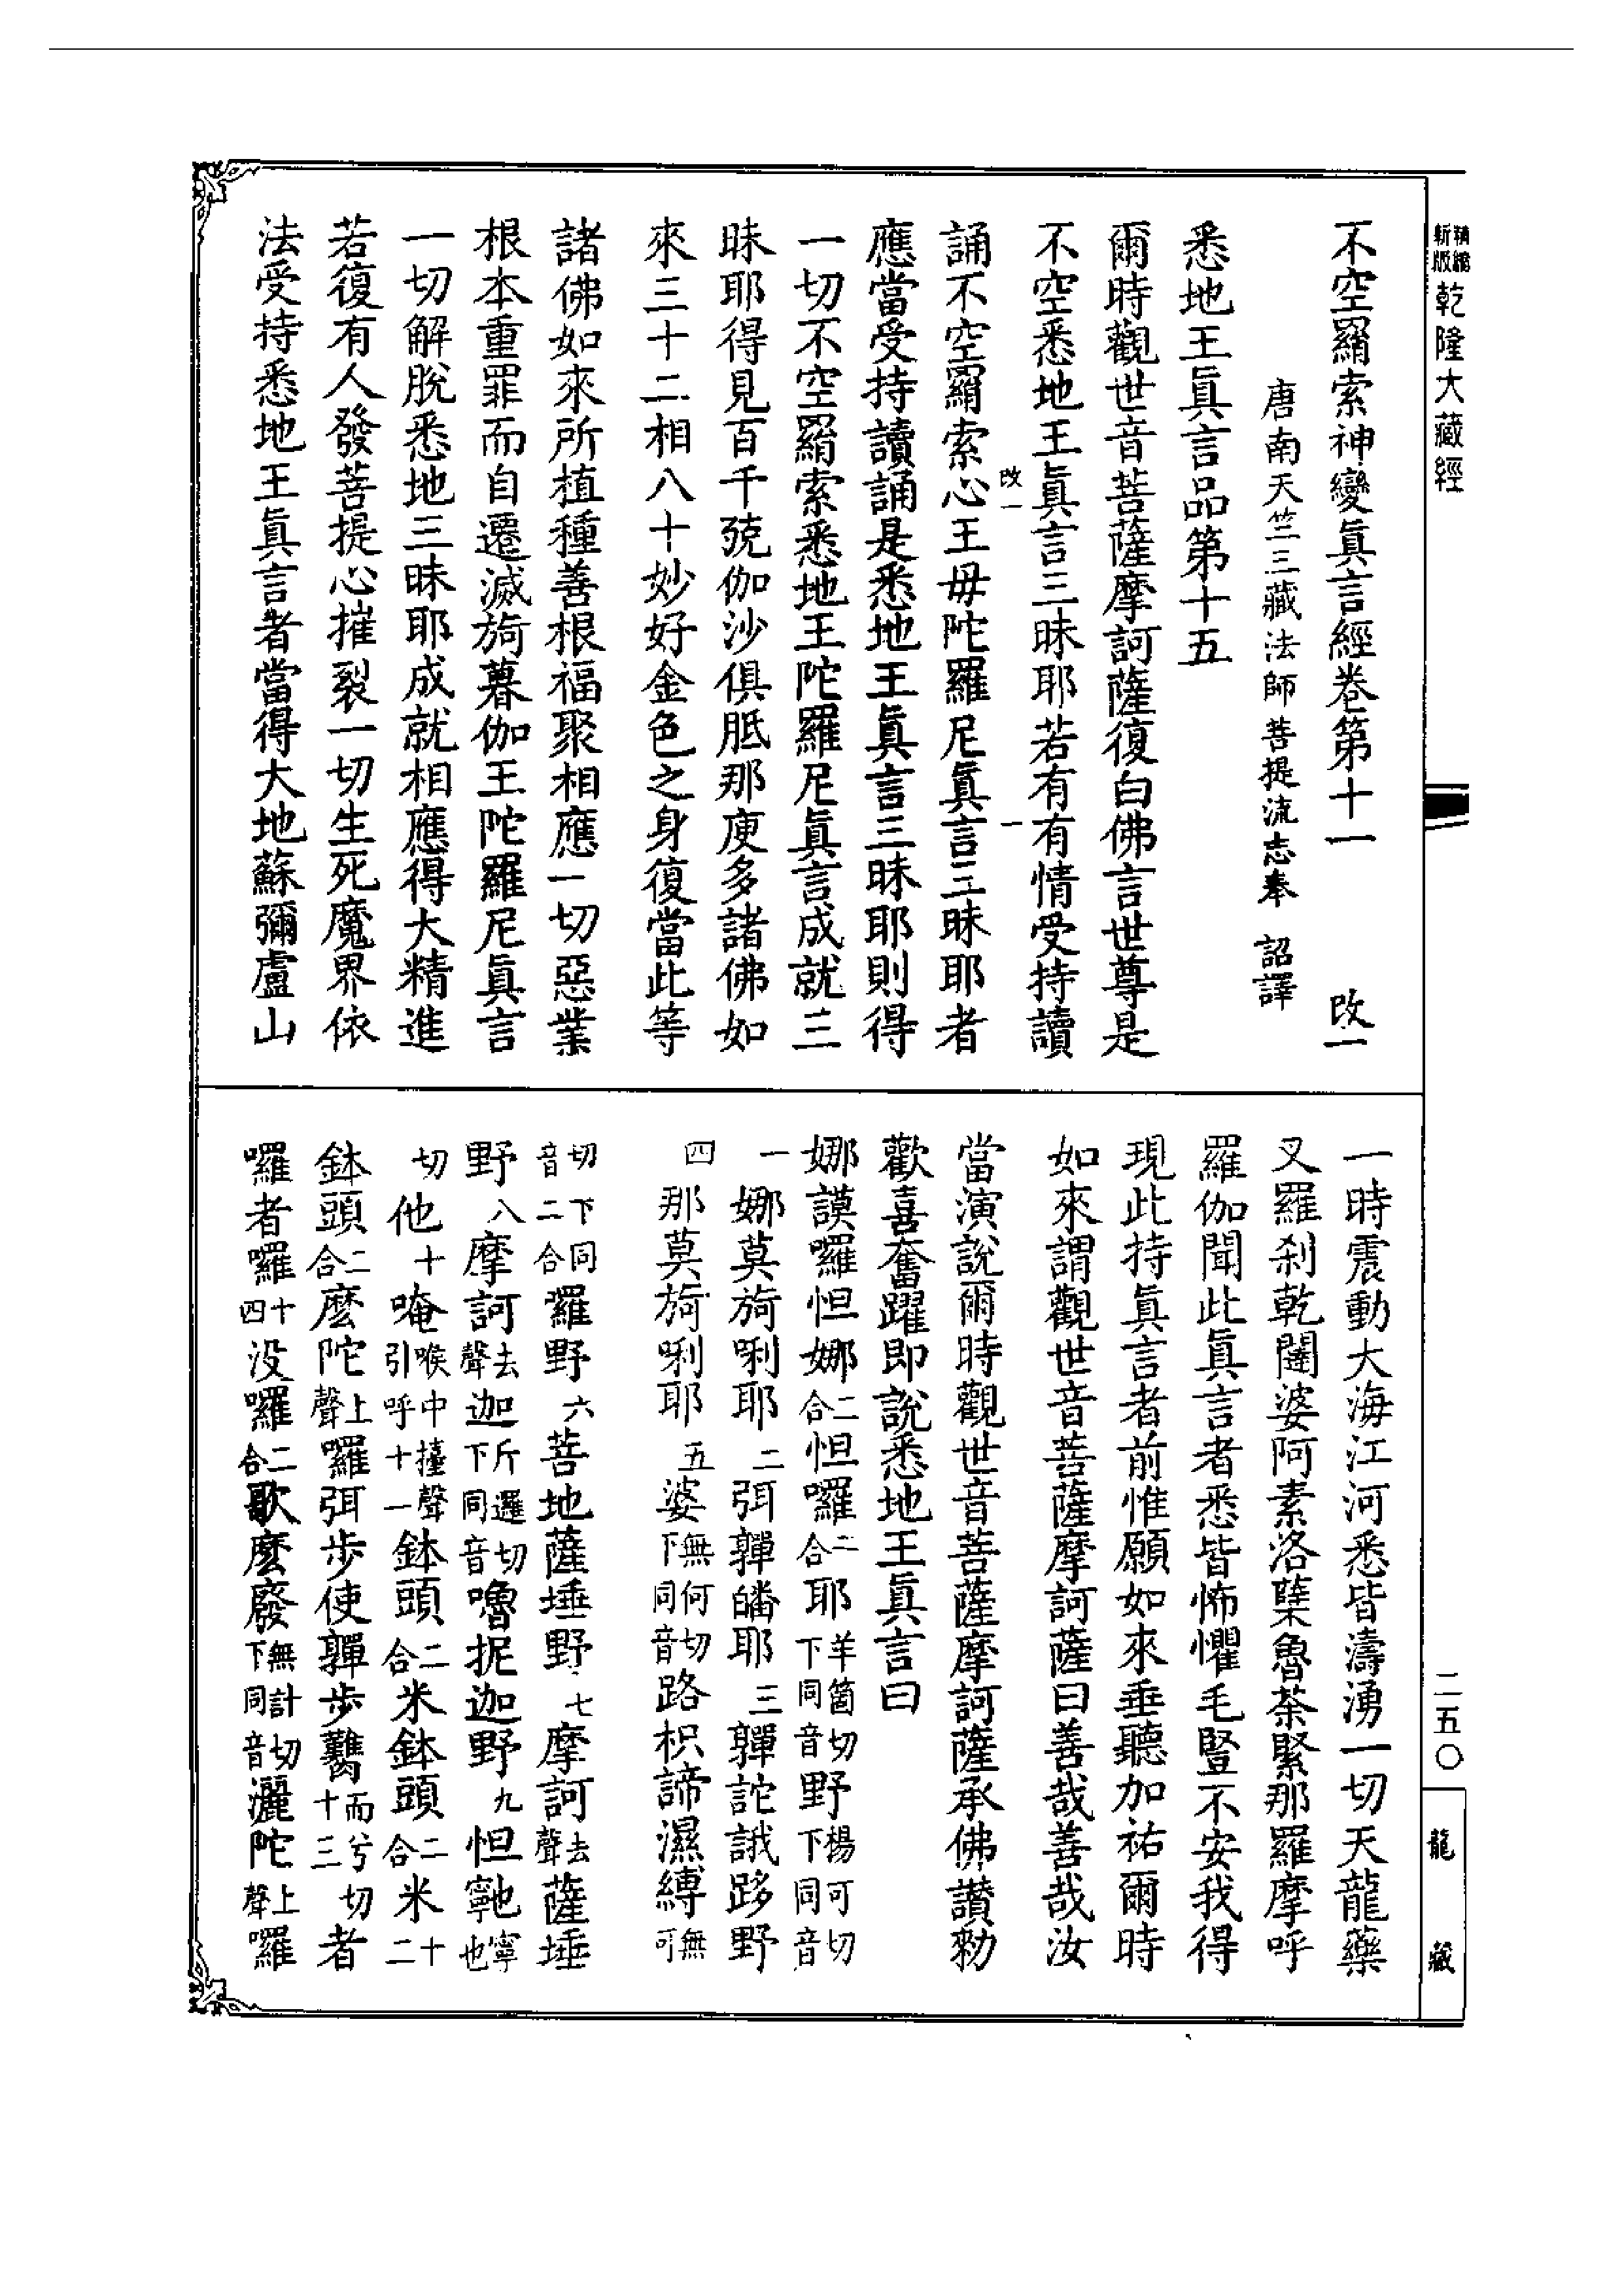 新編縮版乾隆大藏經
不空羂索神變眞言經卷第十一 改一
唐南天竺三藏法師菩提流志奉 詔譯
悉地王眞言品第十五
爾時觀世音菩薩摩訶薩復白佛言世尊是
不空悉地王眞言三昧耶若有有情受持讀
改一 一
誦不空羂索心王母陀羅尼眞言三昧耶者
應當受持讀誦是悉地王眞言三昧耶則得
一切不空羂索悉地王陀羅尼眞言成就三
昧耶得見百千殑伽沙俱胝那庾多諸佛如
來三十二相八十妙好金色之身復當此等
諸佛如來所植種善根福聚相應一切惡業
根本重罪而自遷滅旖暮伽王陀羅尼眞言
一切解脫悉地三昧耶成就相應得大精進
若復有人發菩提心摧裂一切生死魔界依
法受持悉地王眞言者當得大地蘇彌盧山
一時震動大海江河悉皆濤湧一切天龍藥
叉羅刹乾闥婆阿素洛蘖魯荼緊那羅摩呼
羅伽聞此眞言者悉皆怖懼毛豎不安我得
現此持眞言者前惟願如來垂聽加祐爾時
如來謂觀世音菩薩摩訶薩曰善哉善哉汝
當演說爾時觀世音菩薩摩訶薩承佛讚勑
歡喜奮躍即說悉地王眞言曰
娜謨囉怛娜二合怛囉二合耶羊箇切下同音野楊可切下同音
一娜莫旖唎耶二弭嚲皤耶三嚲詑誐跢野
四那莫旖唎耶五婆無何切下同音路枳諦濕縛無可
切下同音二合囉野六菩地薩埵野七摩訶去聲薩埵
野八摩訶去聲迦斤邏切下同音嚕抳迦野九怛寧也寧也
切他十唵喉中擡聲引呼十一鉢頭二合米鉢頭二合米十二
鉢頭二合麽陀上聲囉弭步使嚲步鷧而兮切十三者
囉者囉十四没囉二合歌麽廢無計切下同音灑陀上聲囉
二五〇
龍藏